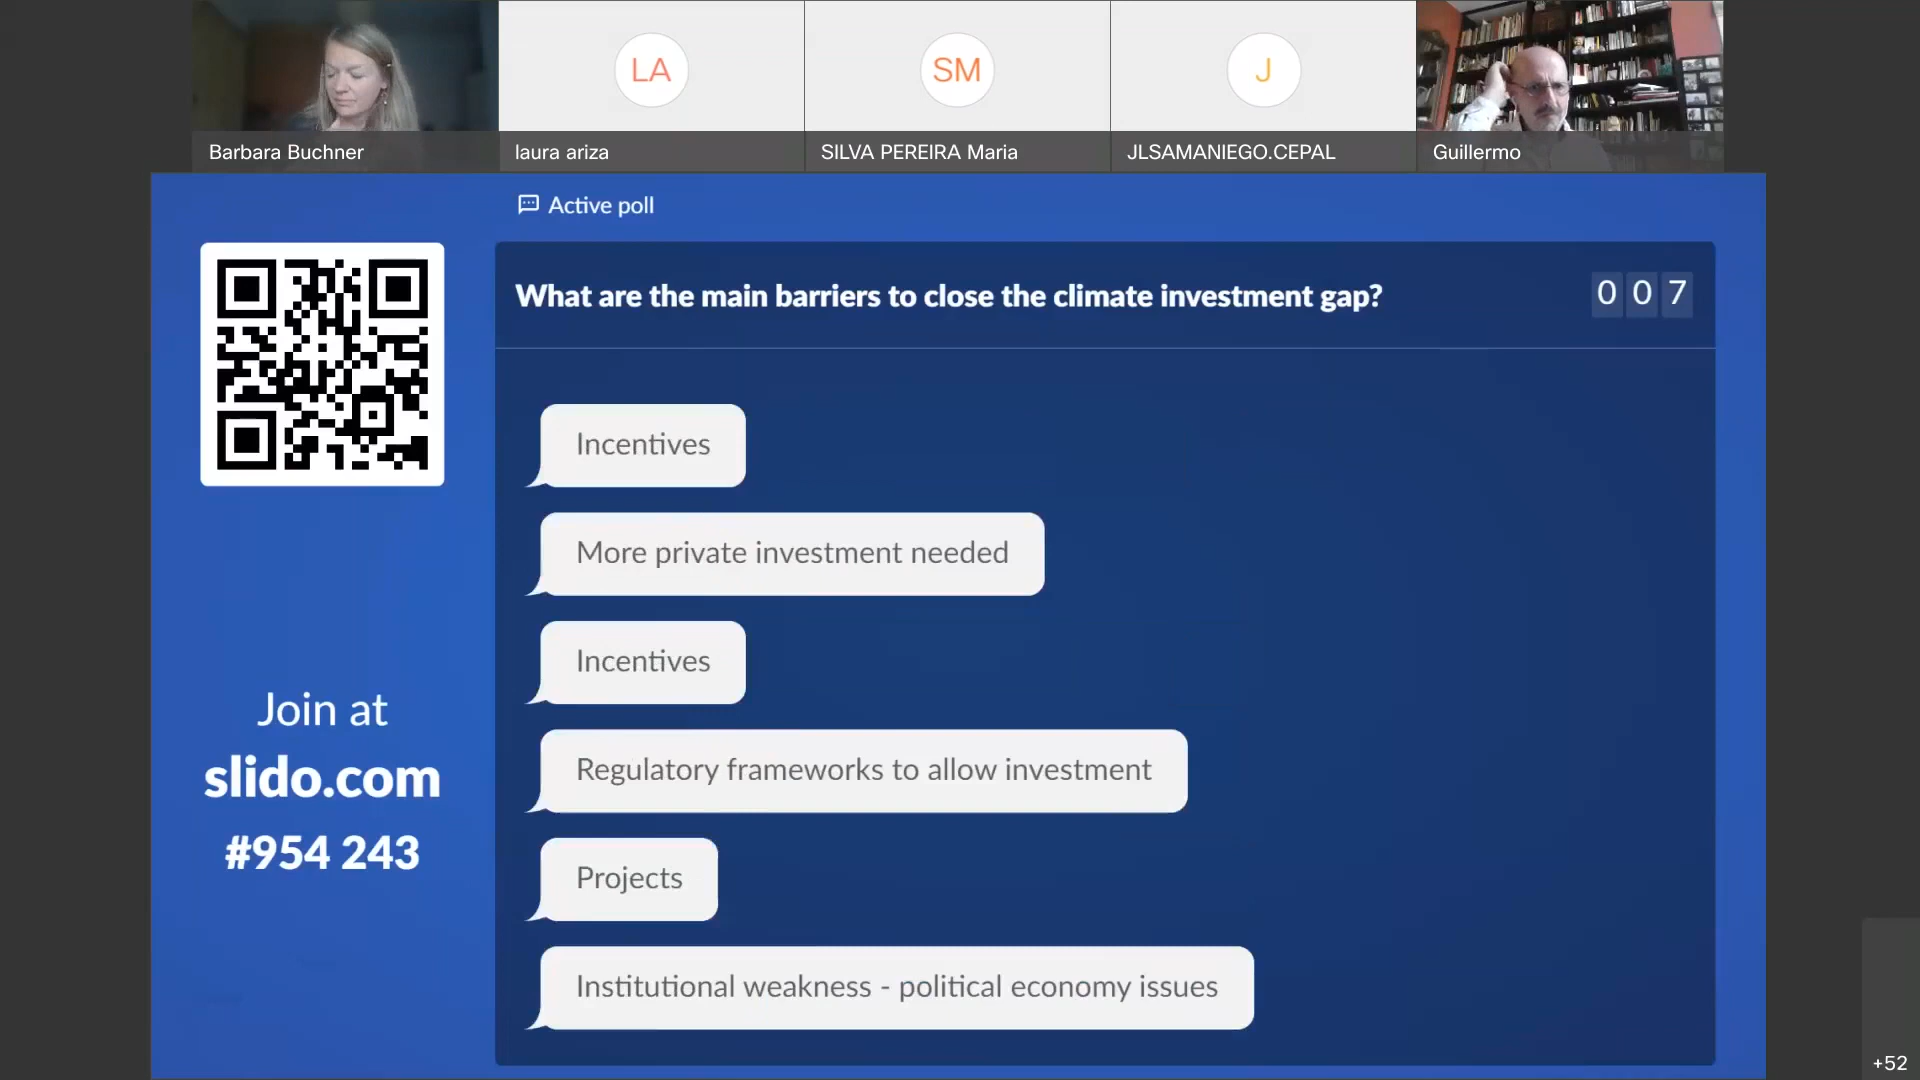 LA
SM
J
Barbara Buchner
laura ariza
SILVA PEREIRA Maria
JLSAMANIEGO.CEPAL
Guillermo
Active poll
What are the main barriers to close the climate investment gap?
007
Incentives
More private investment needed
Incentives
Regulatory frameworks to allow investment
Projects
Institutional weakness - political economy issues
Join at
slido.com
#954 243
+52